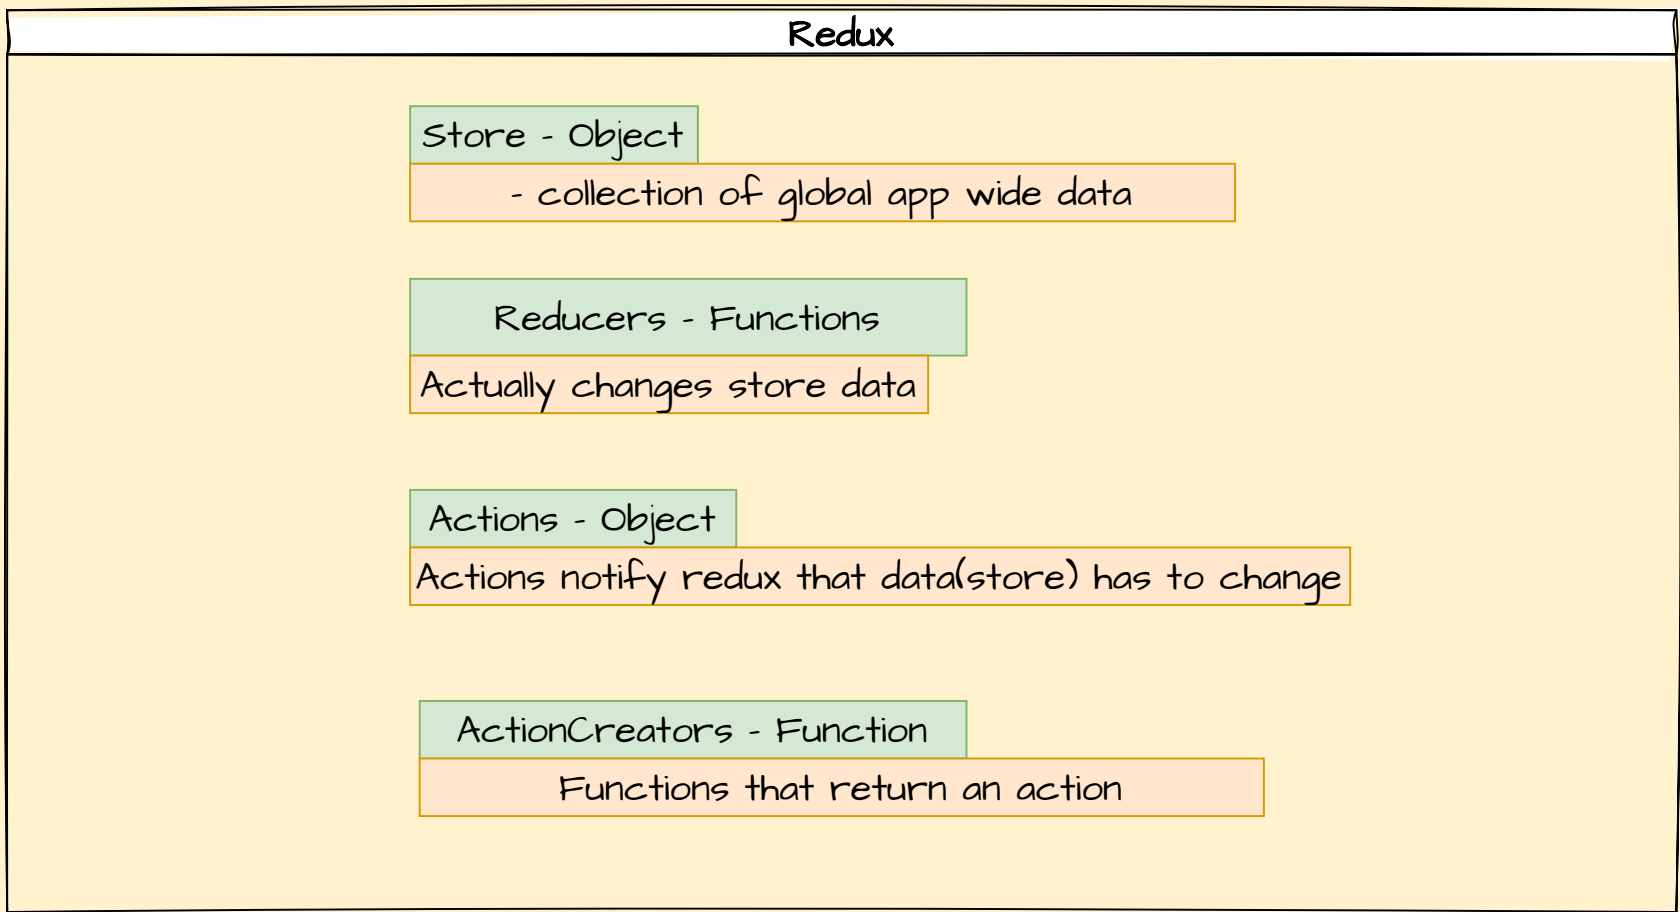 Redux
Store - Object
- collection of global app wide data
Reducers - Functions
Actually changes store data
Actions - Object
Actions notify redux that data(store) has to change
ActionCreators - Function
Functions that return an action